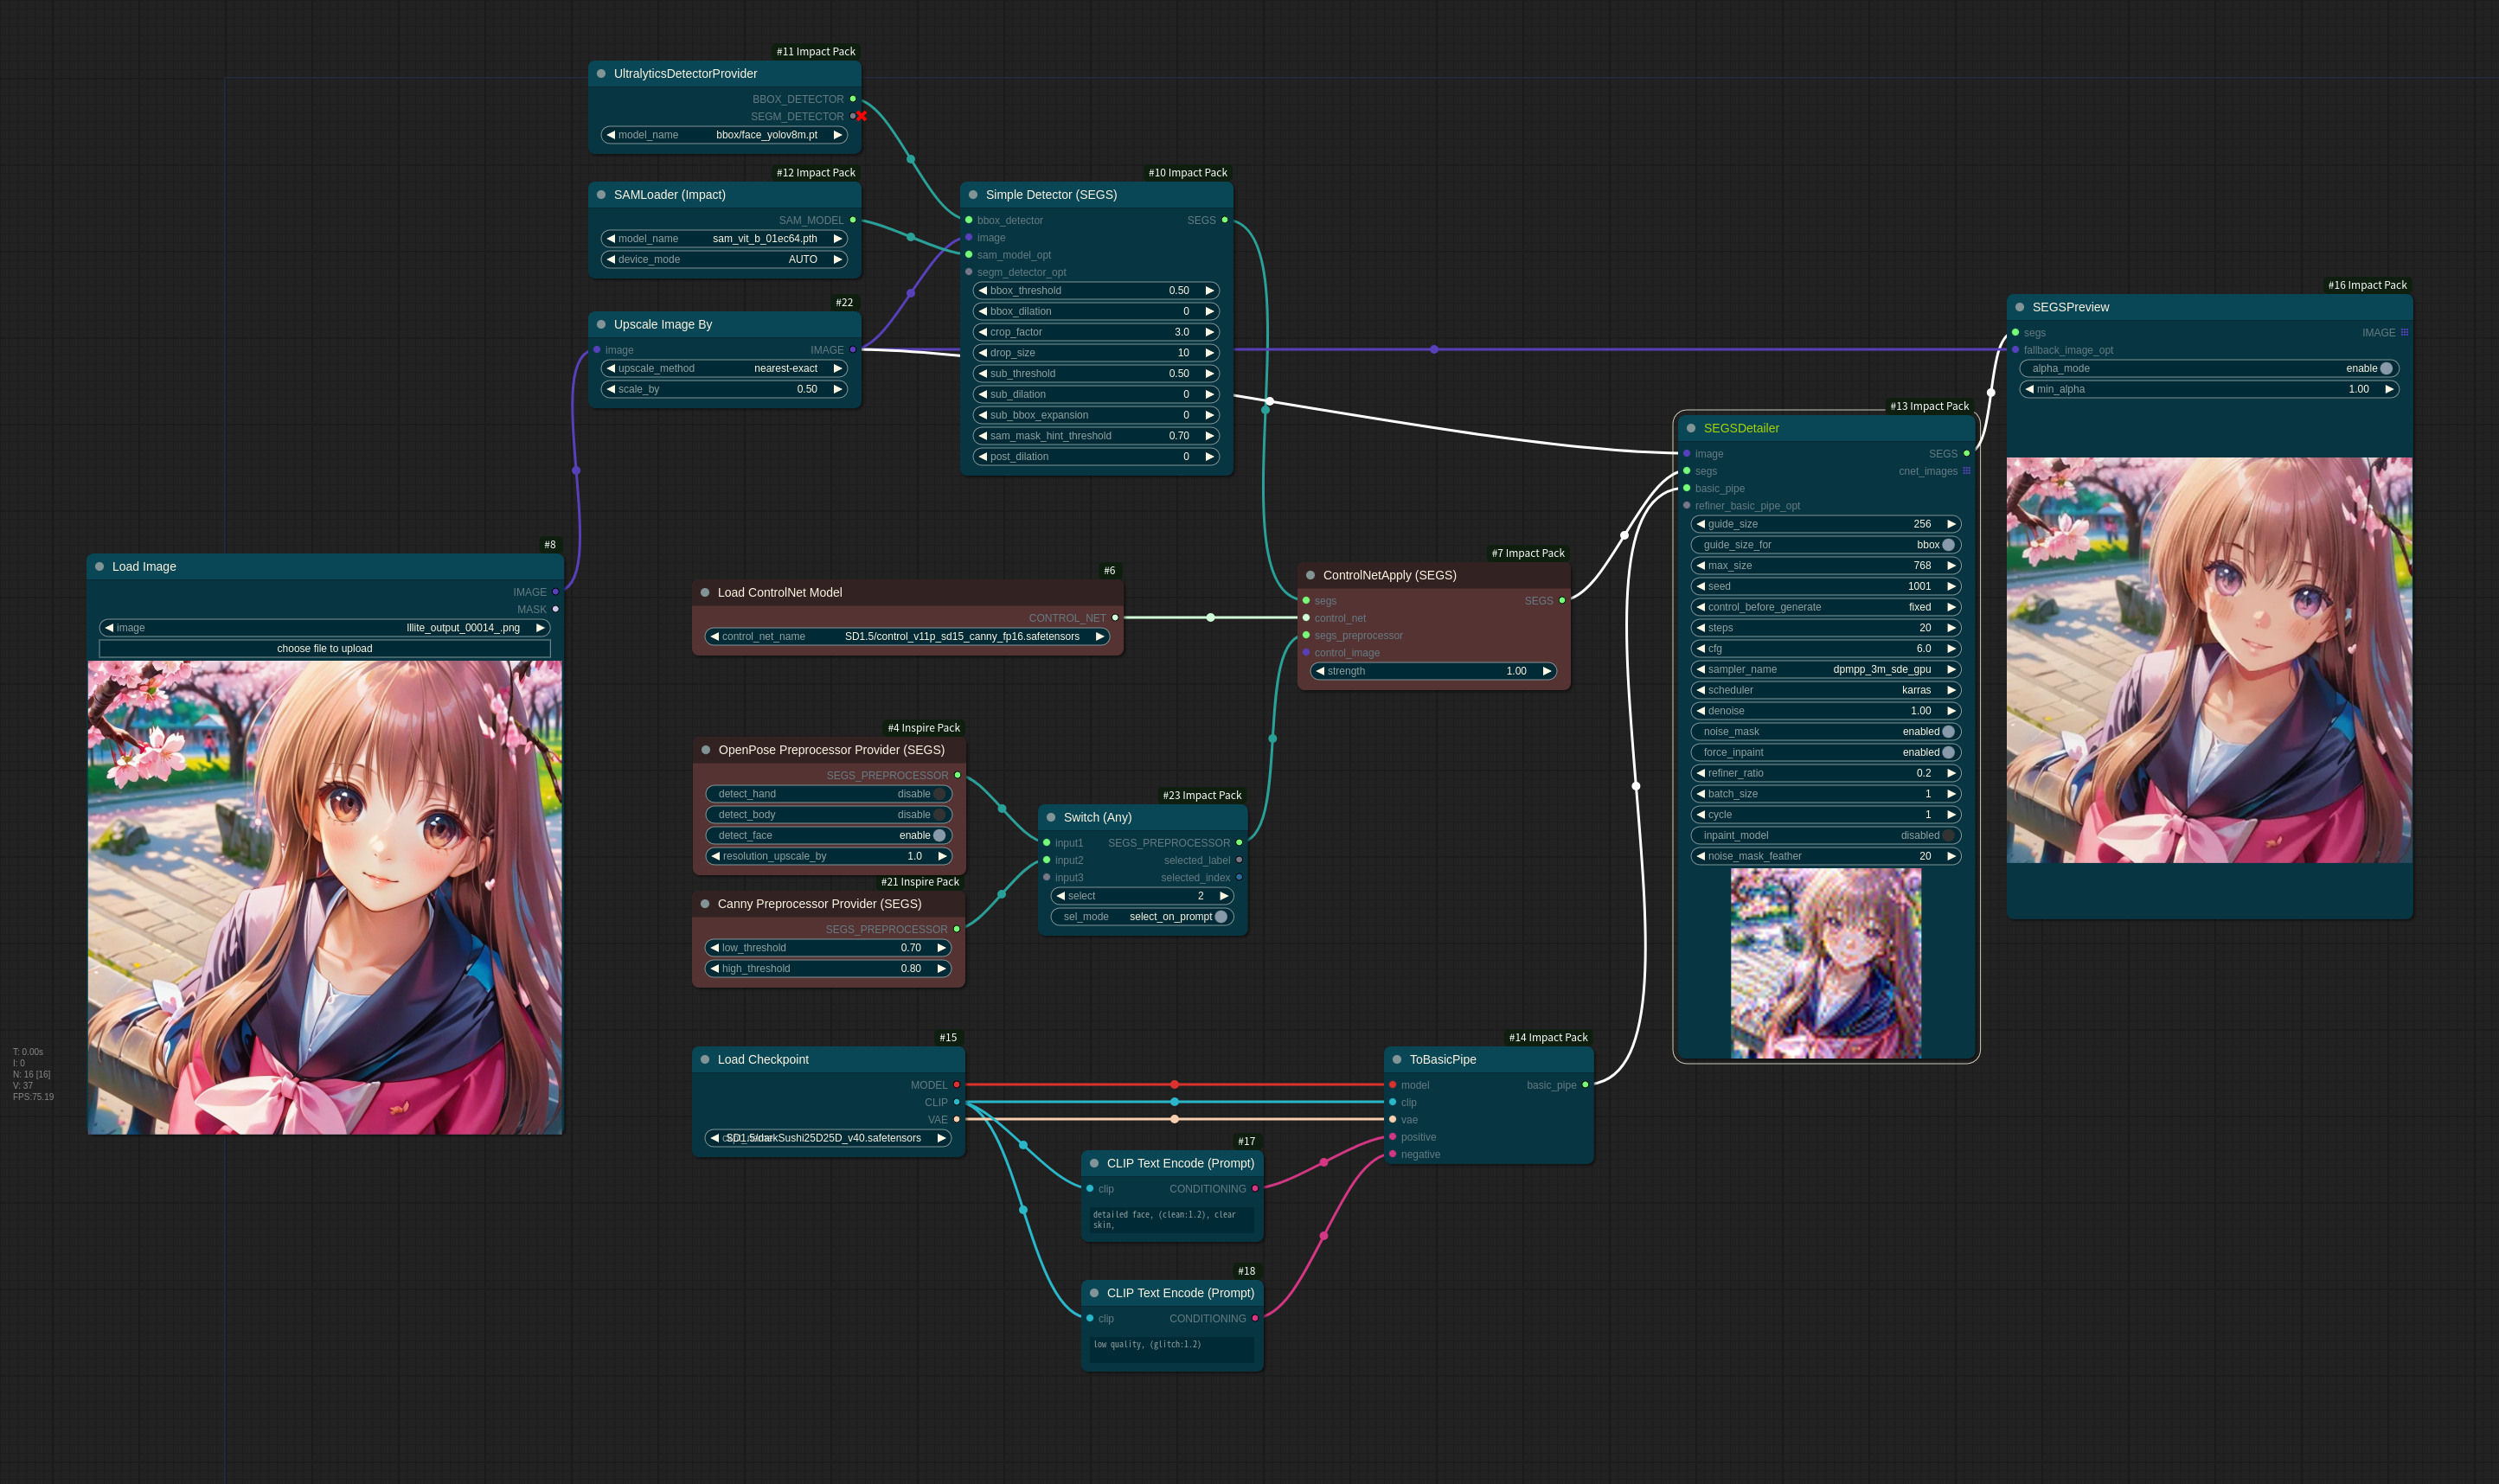 #11 Impact Pack
UltralyticsDetectorProvider
BBOX_DETECTOR
SEGM_DETECTOR
model_name bbox/face_yolov8m.pt
#12 Impact Pack
SAMLoader (Impact)
SAM_MODEL
model_name sam_vit_b_01ec64.pth
device_mode AUTO
#22
Upscale Image By
image IMAGE
upscale_method nearest-exact
scale_by 0.50
#10 Impact Pack
Simple Detector (SEGS)
bbox_detector SEGS
image
sam_model_opt
segm_detector_opt
bbox_threshold 0.50
bbox_dilation 0
crop_factor 3.0
drop_size 10
sub_threshold 0.50
sub_dilation 0
sub_bbox_expansion 0
sam_mask_hint_threshold 0.70
post_dilation 0
#8
Load Image
IMAGE
MASK
image lllite_output_00014_.png
choose file to upload
#6
Load ControlNet Model
CONTROL_NET
control_net_name SD1.5/control_v11p_sd15_canny_fp16.safetensors
#7 Impact Pack
ControlNetApply (SEGS)
segs SEGS
control_net
segs_preprocessor
control_image
strength 1.00
#4 Inspire Pack
OpenPose Preprocessor Provider (SEGS)
SEGS_PREPROCESSOR
detect_hand disable
detect_body disable
detect_face enable
resolution_upscale_by 1.0
#21 Inspire Pack
Canny Preprocessor Provider (SEGS)
SEGS_PREPROCESSOR
low_threshold 0.70
high_threshold 0.80
#23 Impact Pack
Switch (Any)
input1 SEGS_PREPROCESSOR
input2 selected_label
input3 selected_index
select 2
sel_mode select_on_prompt
#15
Load Checkpoint
MODEL
CLIP
VAE
SD1.5/darkSushi25D25D_v40.safetensors
#14 Impact Pack
ToBasicPipe
model basic_pipe
clip
vae
positive
negative
#17
CLIP Text Encode (Prompt)
clip CONDITIONING
detailed face, (clean:1.2), clear
skin,
#18
CLIP Text Encode (Prompt)
clip CONDITIONING
low quality, (glitch:1.2)
#13 Impact Pack
SEGSDetailer
image SEGS
segs cnet_images
basic_pipe
refiner_basic_pipe_opt
guide_size 256
guide_size_for bbox
max_size 768
seed 1001
control_before_generate fixed
steps 20
cfg 6.0
sampler_name dpmpp_3m_sde_gpu
scheduler karras
denoise 1.00
noise_mask enabled
force_inpaint enabled
refiner_ratio 0.2
batch_size 1
cycle 1
inpaint_model disabled
noise_mask_feather 20
#16 Impact Pack
SEGSPreview
segs IMAGE
fallback_image_opt
alpha_mode enable
min_alpha 1.00
T: 0.00s
I: 0
N: 16 [16]
V: 37
FPS:75.19